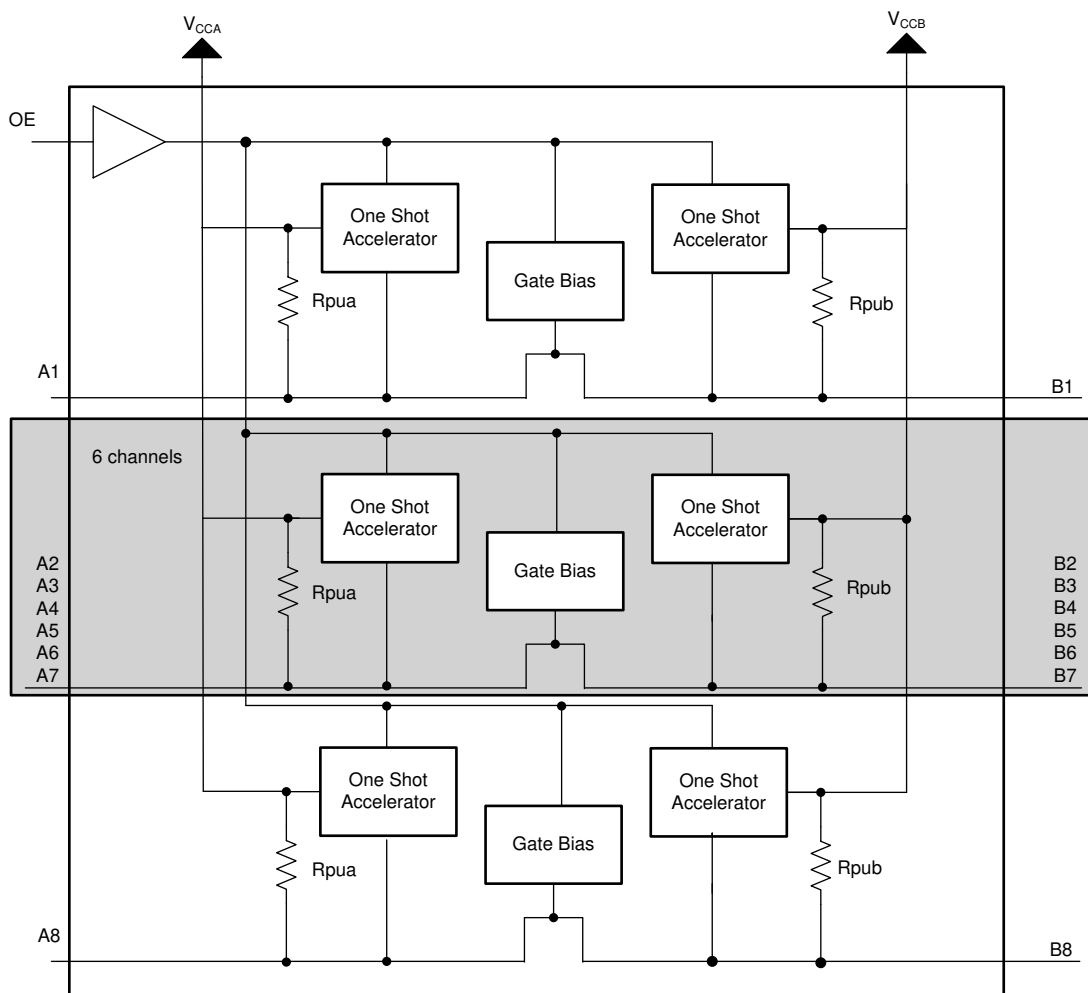 VCCA
VCCB
OE
One Shot
Accelerator
One Shot
Accelerator
Gate Bias
Rpua
Rpub
A1
B1
6 channels
One Shot
Accelerator
One Shot
Accelerator
Gate Bias
Rpua
Rpub
A2
A3
A4
A5
A6
A7
B2
B3
B4
B5
B6
B7
One Shot
Accelerator
One Shot
Accelerator
Gate Bias
Rpua
Rpub
A8
B8